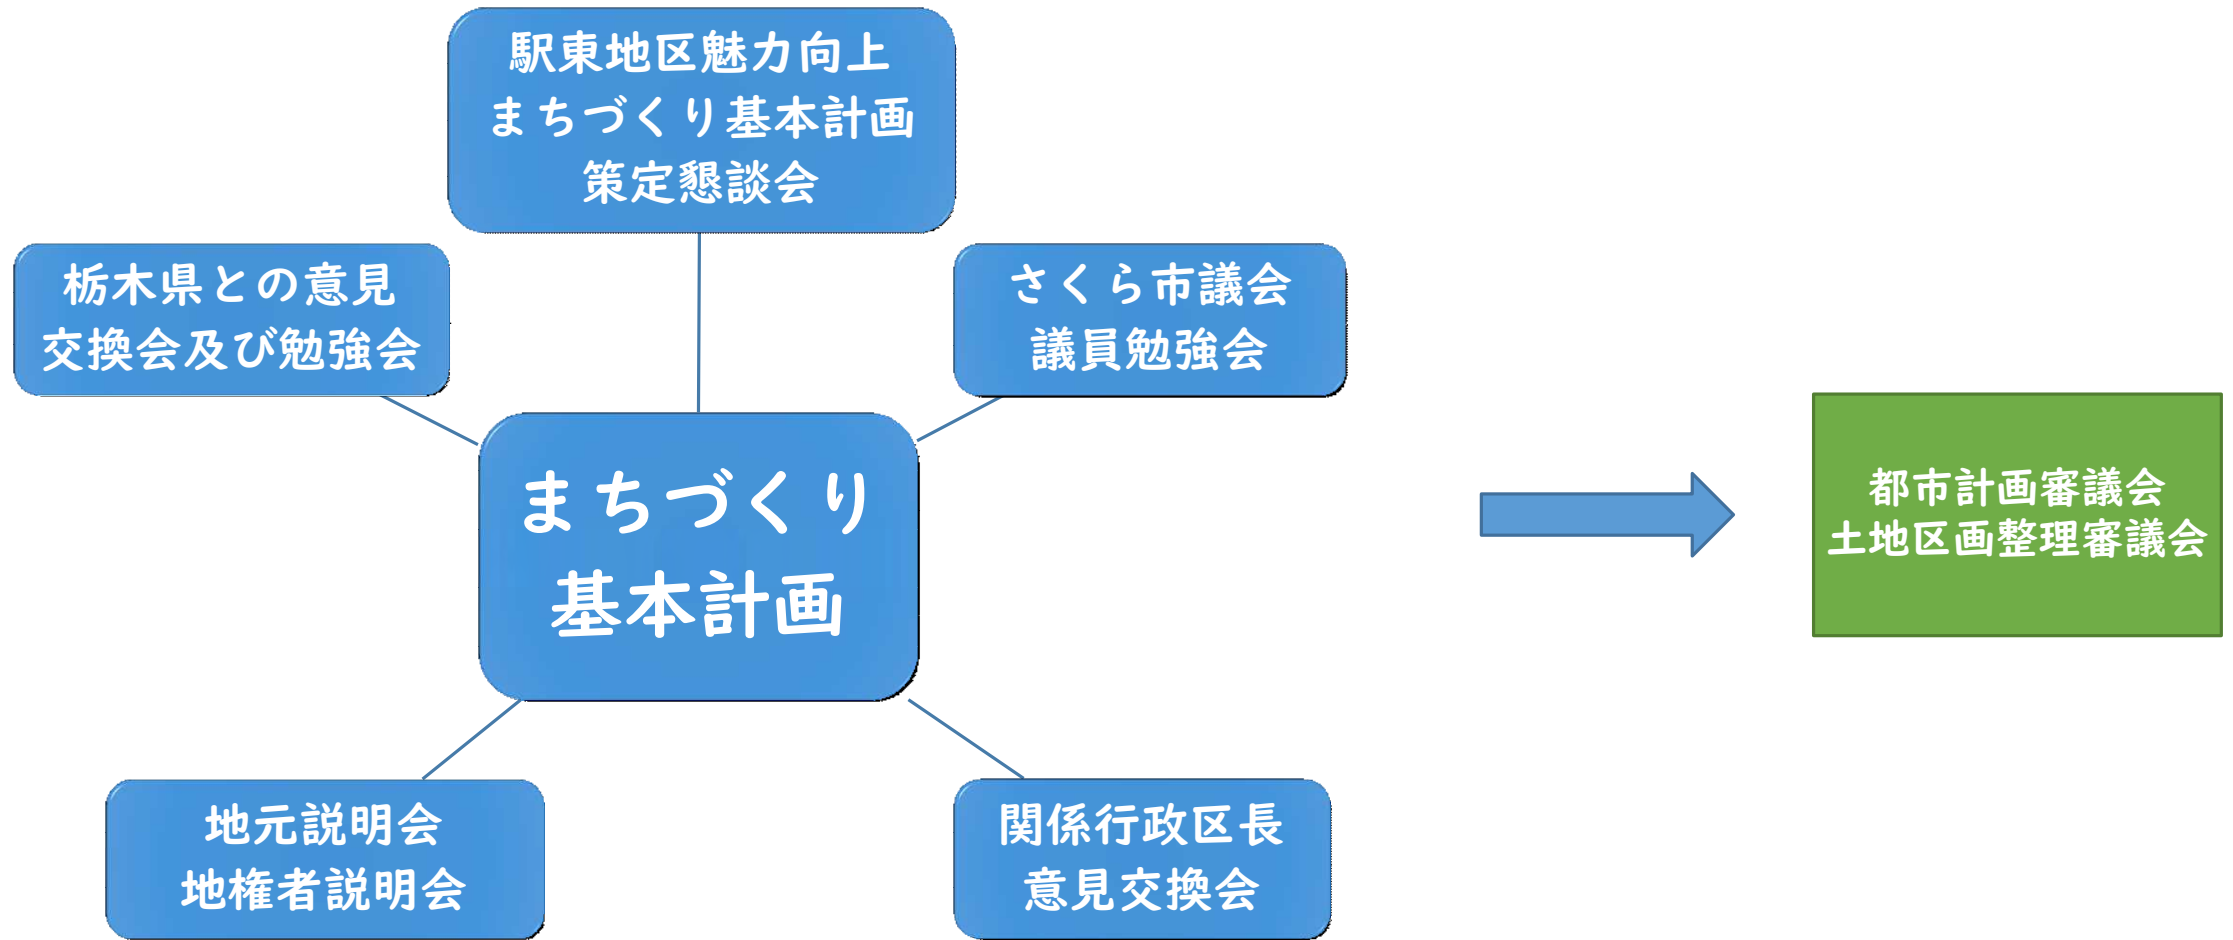 駅東地区魅力向上
まちづくり基本計画
策定懇談会
栃木県との意見
交換会及び勉強会
さくら市議会
議員勉強会
まちづくり
基本計画
都市計画審議会
土地区画整理審議会
地元説明会
地権者説明会
関係行政区長
意見交換会